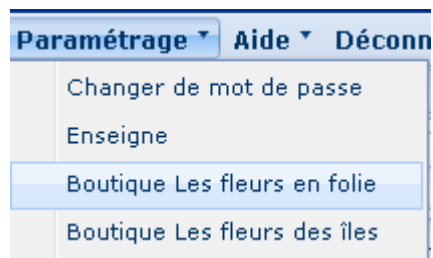 Paramétrage Aide Déconn
Changer de mot de passe
Enseigne
Boutique Les fleurs en folie
Boutique Les fleurs des îles